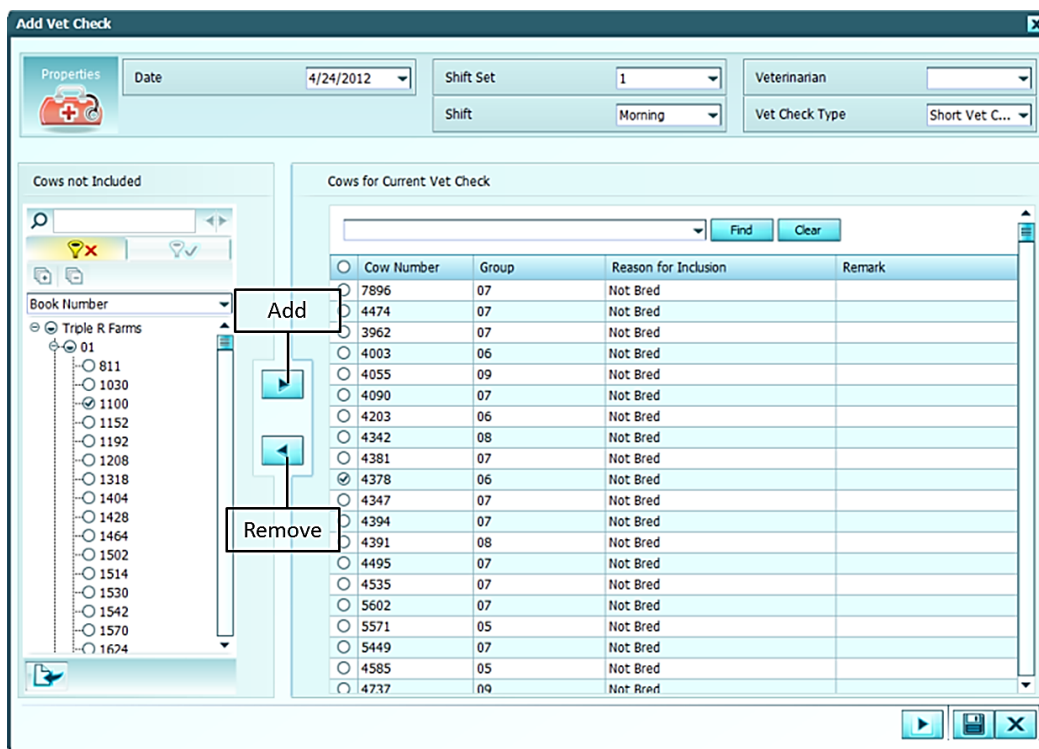 Add Vet Check
Properties
Date 4/24/2012
Shift Set 1
Veterinarian
Shift Morning
Vet Check Type Short Vet C...
Cows not Included
Cows for Current Vet Check
Find Clear
Book Number
Triple R Farms
01
811
1030
1100
1152
1192
1208
1318
1404
1428
1464
1502
1514
1530
1542
1570
1624
Add
Remove
Cow Number Group Reason for Inclusion Remark
7896 07 Not Bred
4474 07 Not Bred
3962 07 Not Bred
4003 06 Not Bred
4055 09 Not Bred
4090 07 Not Bred
4203 06 Not Bred
4342 08 Not Bred
4381 07 Not Bred
4378 06 Not Bred
4347 07 Not Bred
4394 07 Not Bred
4391 08 Not Bred
4495 07 Not Bred
4535 07 Not Bred
5602 07 Not Bred
5571 05 Not Bred
5449 07 Not Bred
4585 05 Not Bred
4737 09 Not Bred